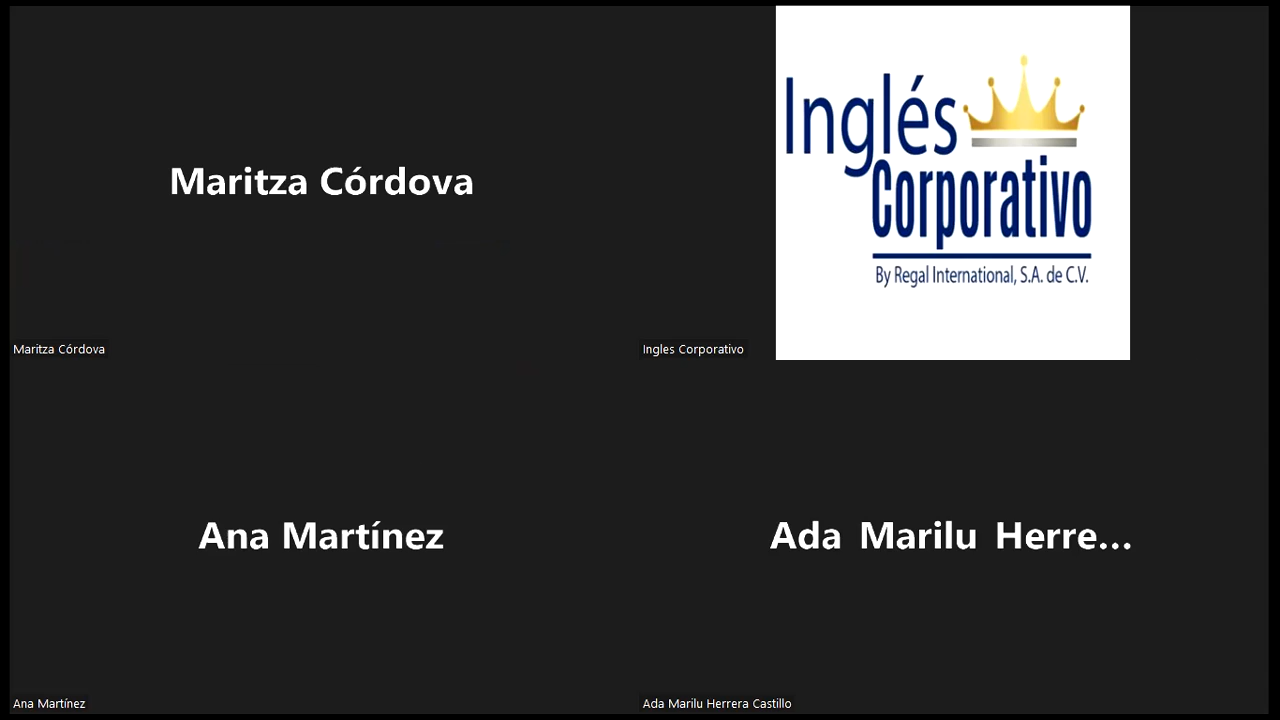 Maritza Córdova
Maritza Córdova
Inglés
Corporativo
By Regal International, S.A. de C.V.
Ingles Corporativo
Ana Martínez
Ana Martínez
Ada Marilu Herre...
Ada Marilu Herrera Castillo